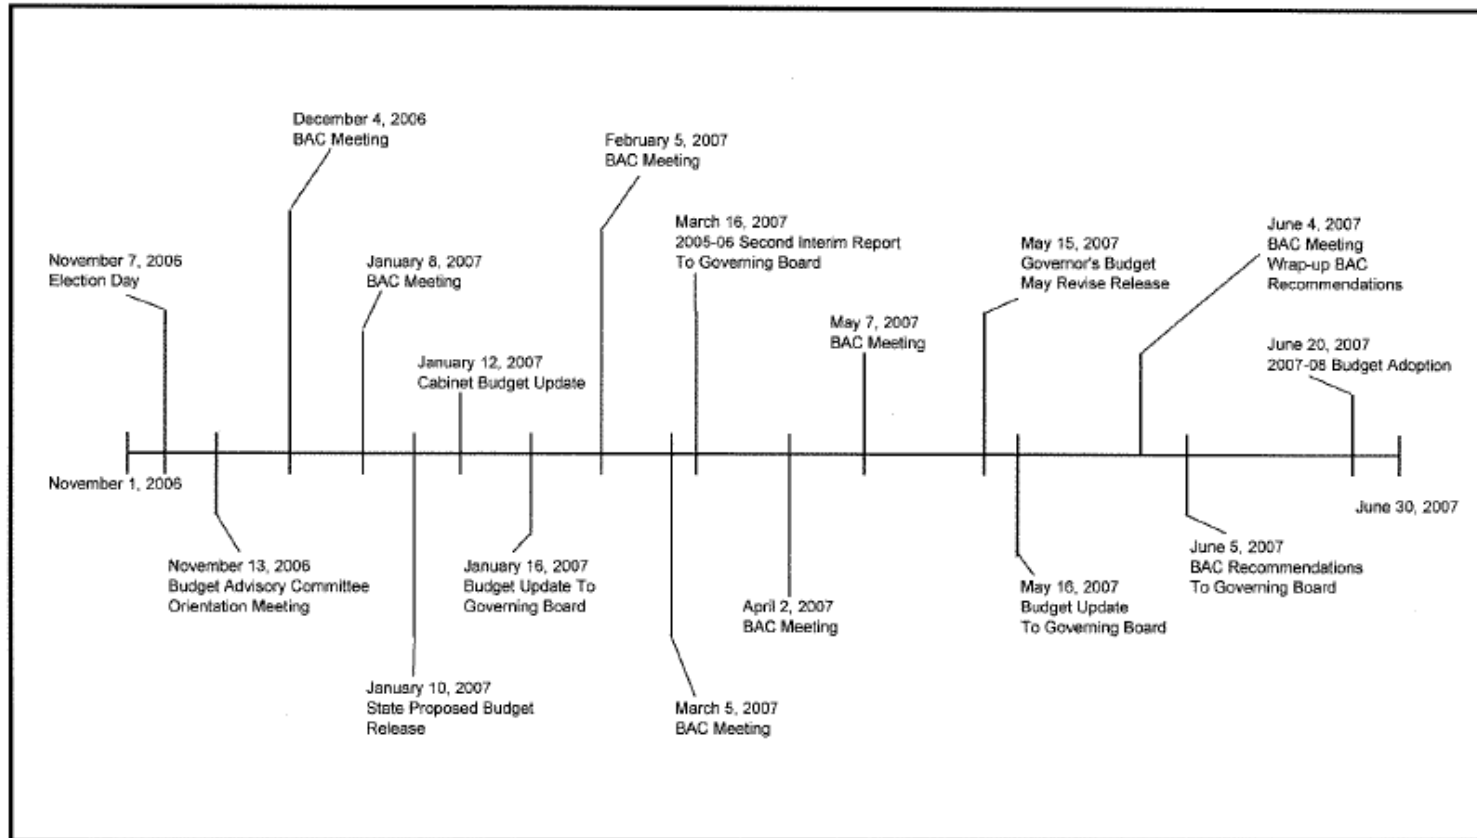 December 4, 2006
BAC Meeting
February 5, 2007
BAC Meeting
March 16, 2007
2005-06 Second Interim Report
To Governing Board
June 4, 2007
BAC Meeting
Wrap-up BAC
Recommendations
May 15, 2007
Governor's Budget
May Revise Release
November 7, 2006
Election Day
January 8, 2007
BAC Meeting
May 7, 2007
BAC Meeting
June 20, 2007
2007-08 Budget Adoption
January 12, 2007
Cabinet Budget Update
November 1, 2006
June 30, 2007
November 13, 2006
Budget Advisory Committee
Orientation Meeting
January 16, 2007
Budget Update To
Governing Board
June 5, 2007
BAC Recommendations
To Governing Board
May 16, 2007
Budget Update
To Governing Board
April 2, 2007
BAC Meeting
January 10, 2007
State Proposed Budget
Release
March 5, 2007
BAC Meeting